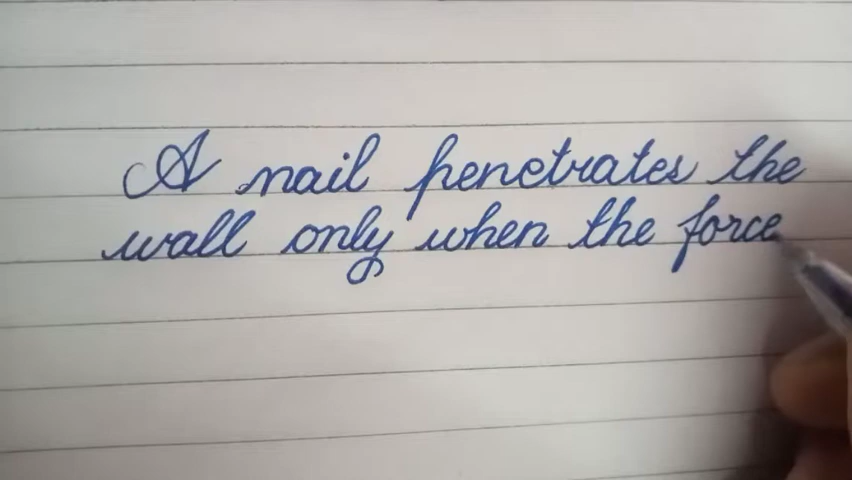 A nail penetrates the
wall only when the force